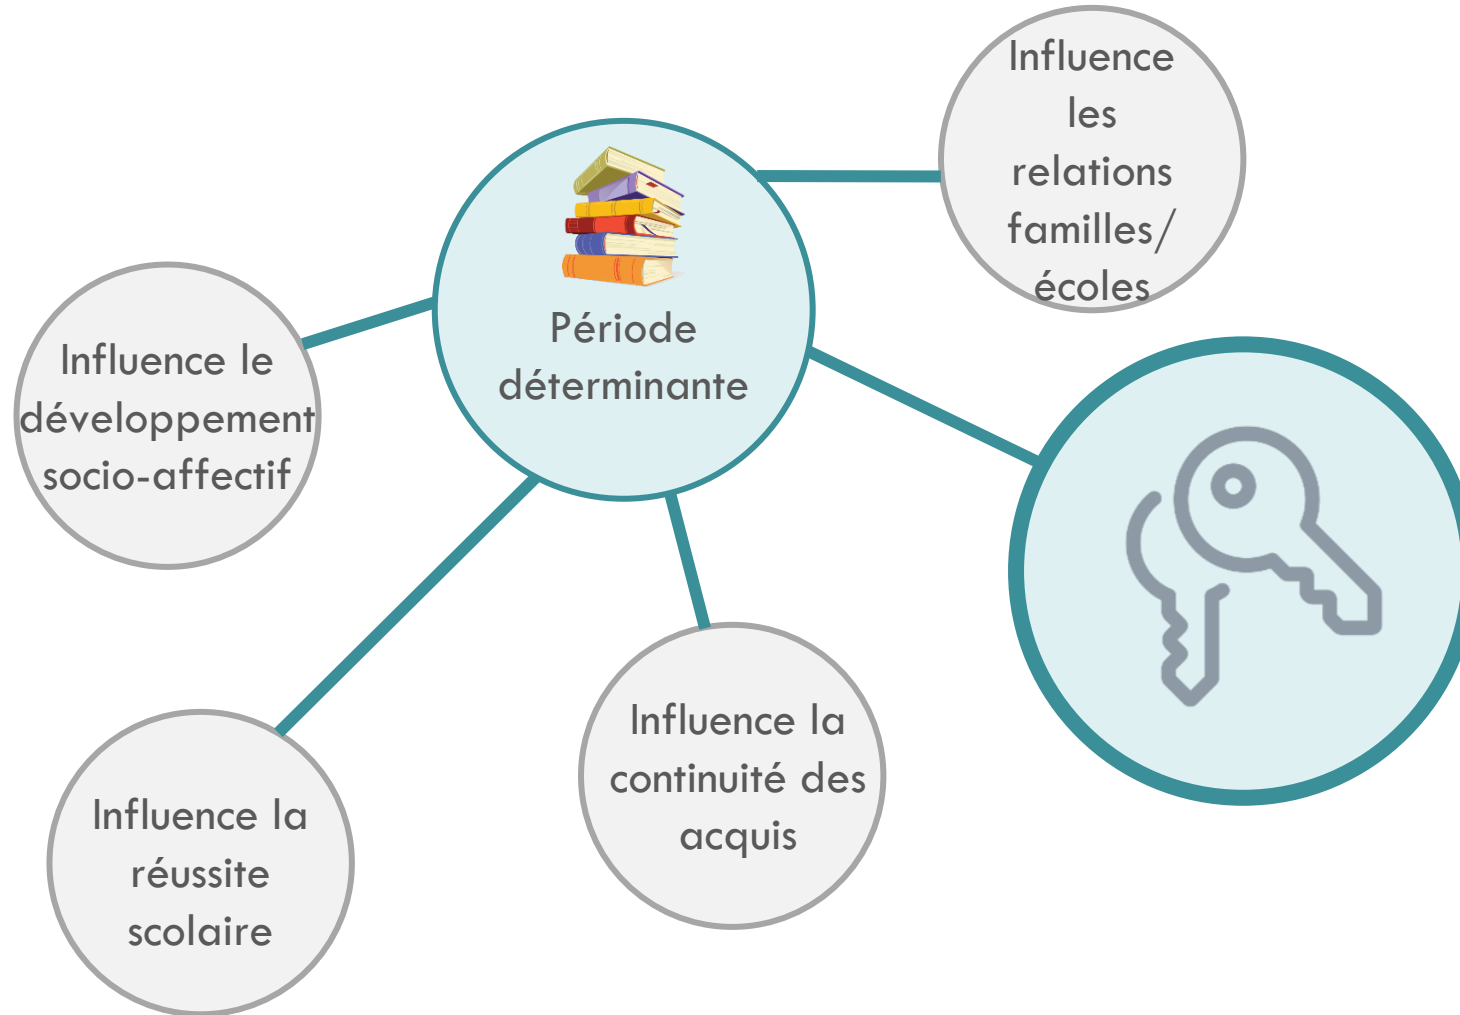 Influence
les
relations
familles/
écoles
Période
déterminante
Influence le
développement
socio-affectif
Influence la
continuité des
acquis
Influence la
réussite
scolaire